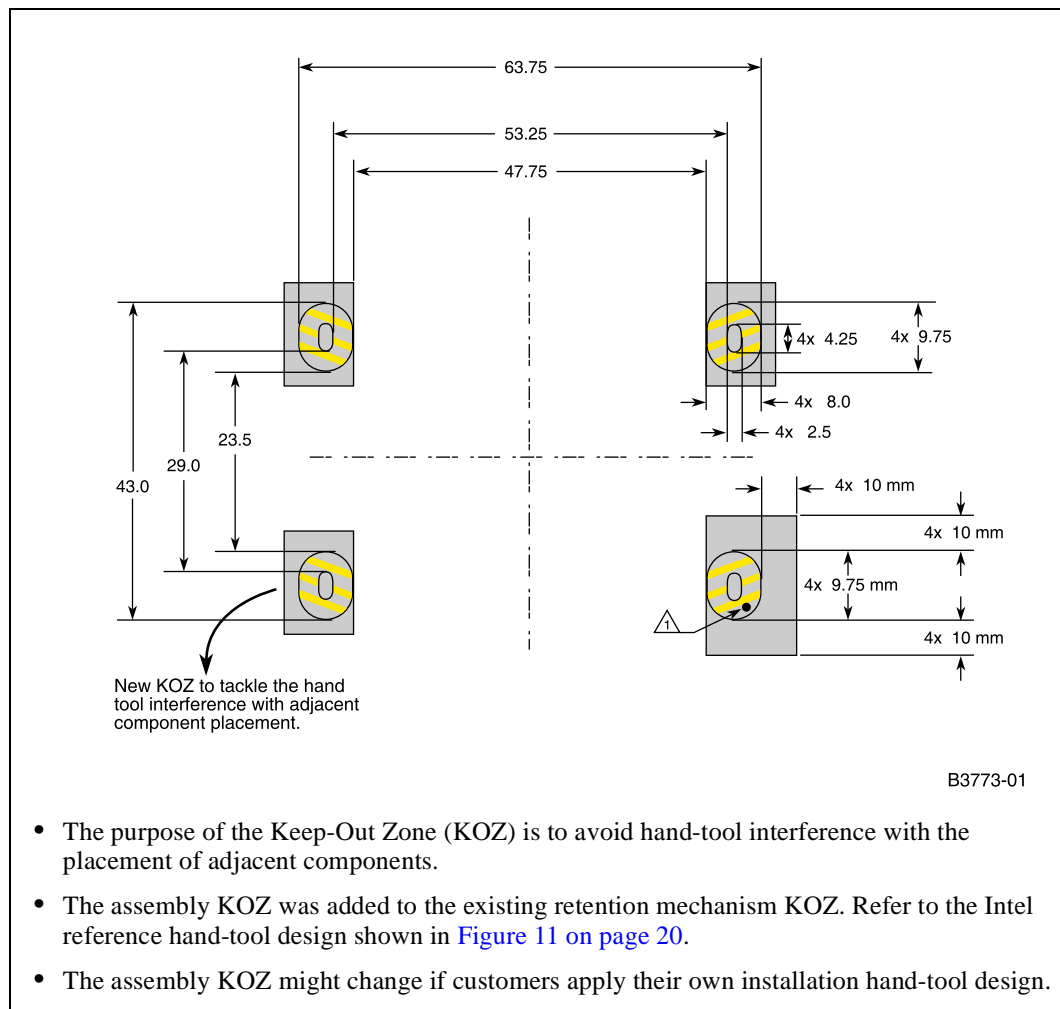 63.75
53.25
47.75
4x 4.25
4x 9.75
4x 8.0
4x 2.5
23.5
29.0
43.0
4x 10 mm
4x 10 mm
4x 9.75 mm
1
4x 10 mm
New KOZ to tackle the hand
tool interference with adjacent
component placement.
B3773-01
• The purpose of the Keep-Out Zone (KOZ) is to avoid hand-tool interference with the
placement of adjacent components.
• The assembly KOZ was added to the existing retention mechanism KOZ. Refer to the Intel
reference hand-tool design shown in Figure 11 on page 20.
• The assembly KOZ might change if customers apply their own installation hand-tool design.